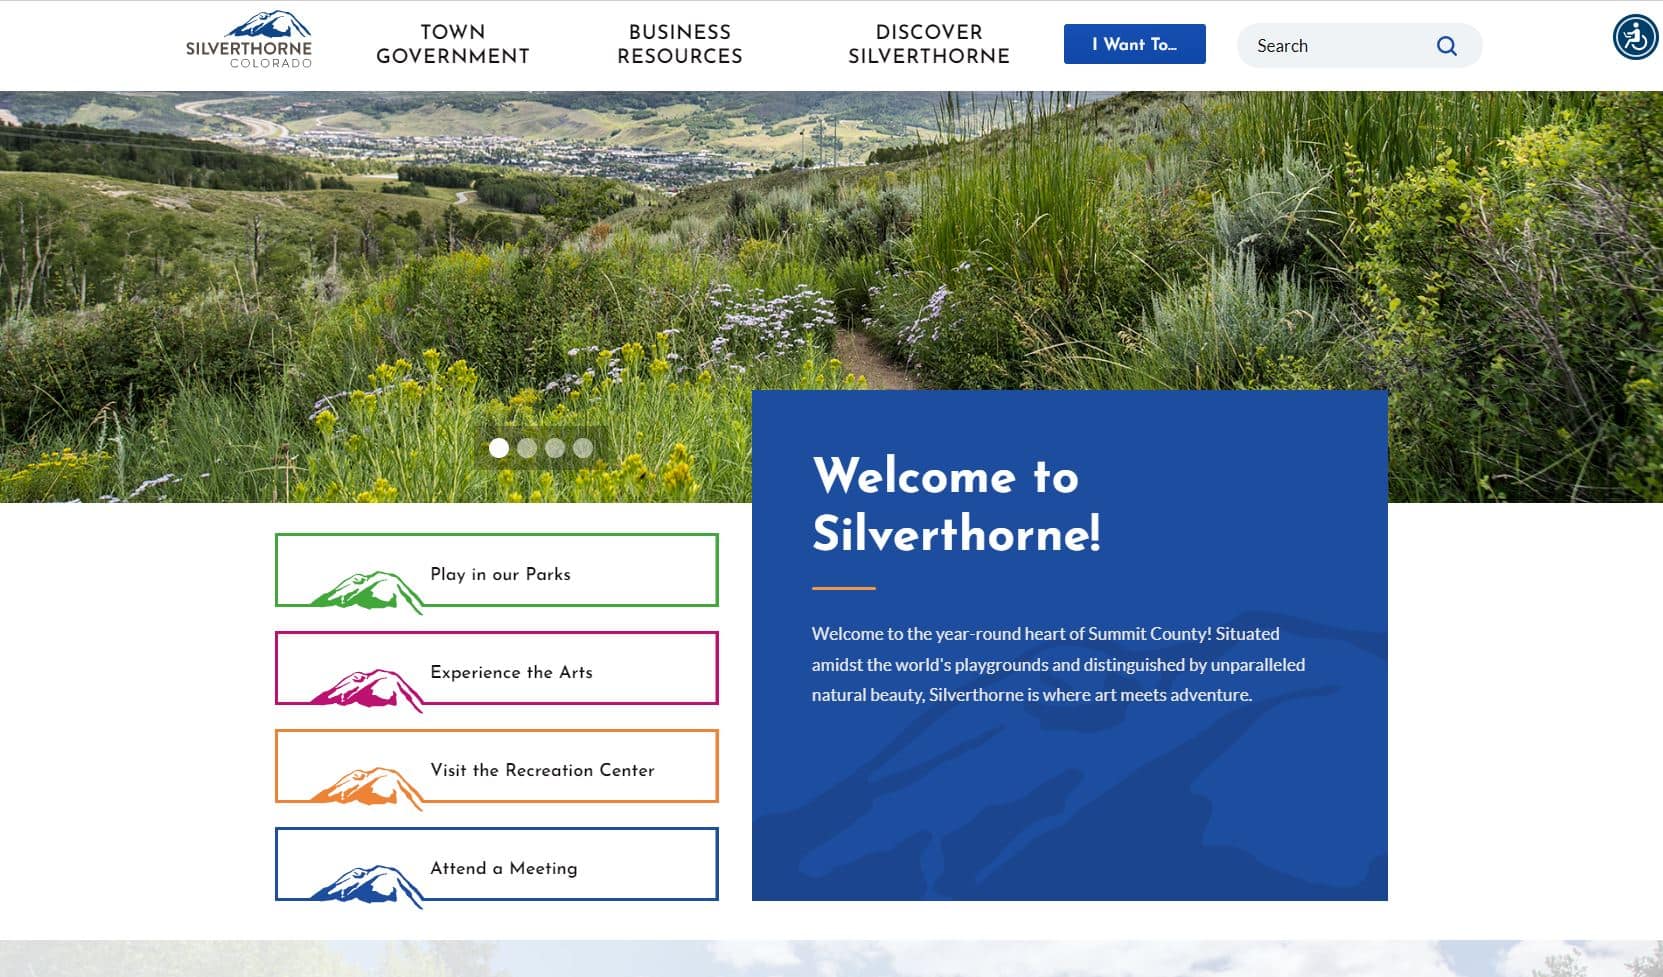 SILVERTHORNE
COLORADO
TOWN
GOVERNMENT
BUSINESS
RESOURCES
DISCOVER
SILVERTHORNE
I Want To...
Search
Welcome to
Silverthorne!
Welcome to the year-round heart of Summit County! Situated
amidst the world's playgrounds and distinguished by unparalleled
natural beauty, Silverthorne is where art meets adventure.
Play in our Parks
Experience the Arts
Visit the Recreation Center
Attend a Meeting